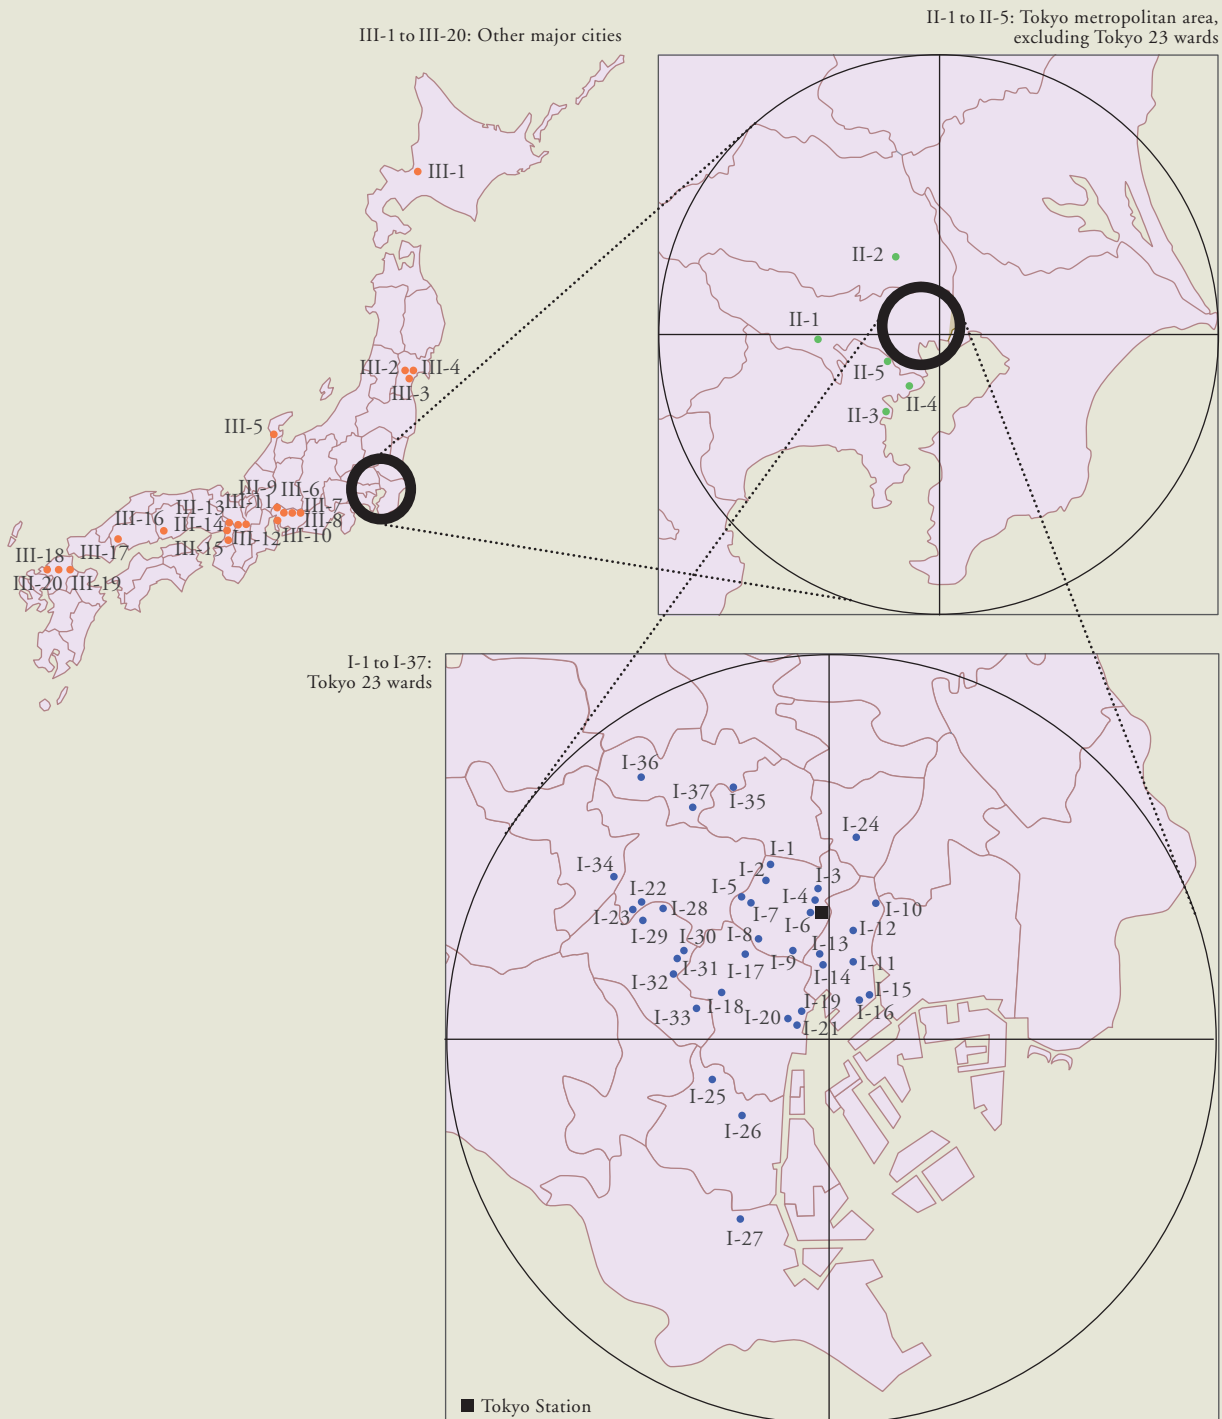 II-1 to II-5: Tokyo metropolitan area,
excluding Tokyo 23 wards
III-1 to III-20: Other major cities
III-1
II-2
II-1
III-2
III-4
III-3
II-5
II-4
II-3
III-5
III-9
III-6
III-13
III-11
III-7
III-16
III-14
III-8
III-12
III-10
III-15
III-17
III-18
III-20
III-19
I-1 to I-37:
Tokyo 23 wards
I-36
I-37
I-35
I-24
I-1
I-34
I-2
I-3
I-22
I-5
I-4
I-23
I-28
I-7
I-6
I-10
I-29
I-30
I-8
I-12
I-13
I-31
I-17
I-9
I-11
I-32
I-14
I-15
I-33
I-18
I-19
I-16
I-20
I-21
I-25
I-26
I-27
Tokyo Station